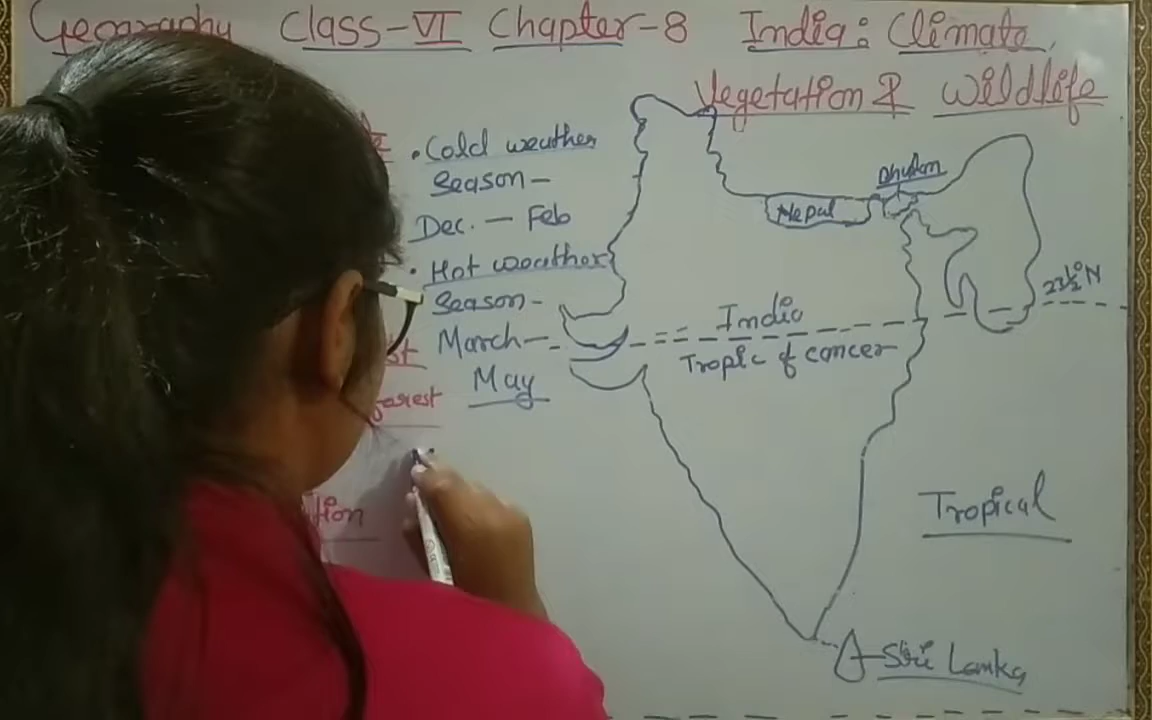 Geography Class-VI Chapter-8 India: Climate,
Vegetation & Wildlife
• Cold weather
Season-
Dec. - Feb
• Hot weather
Season-
March-
May
forest
Nepal
Bhutan
23½°N
India
Tropic of cancer
Tropical
Sri Lanka